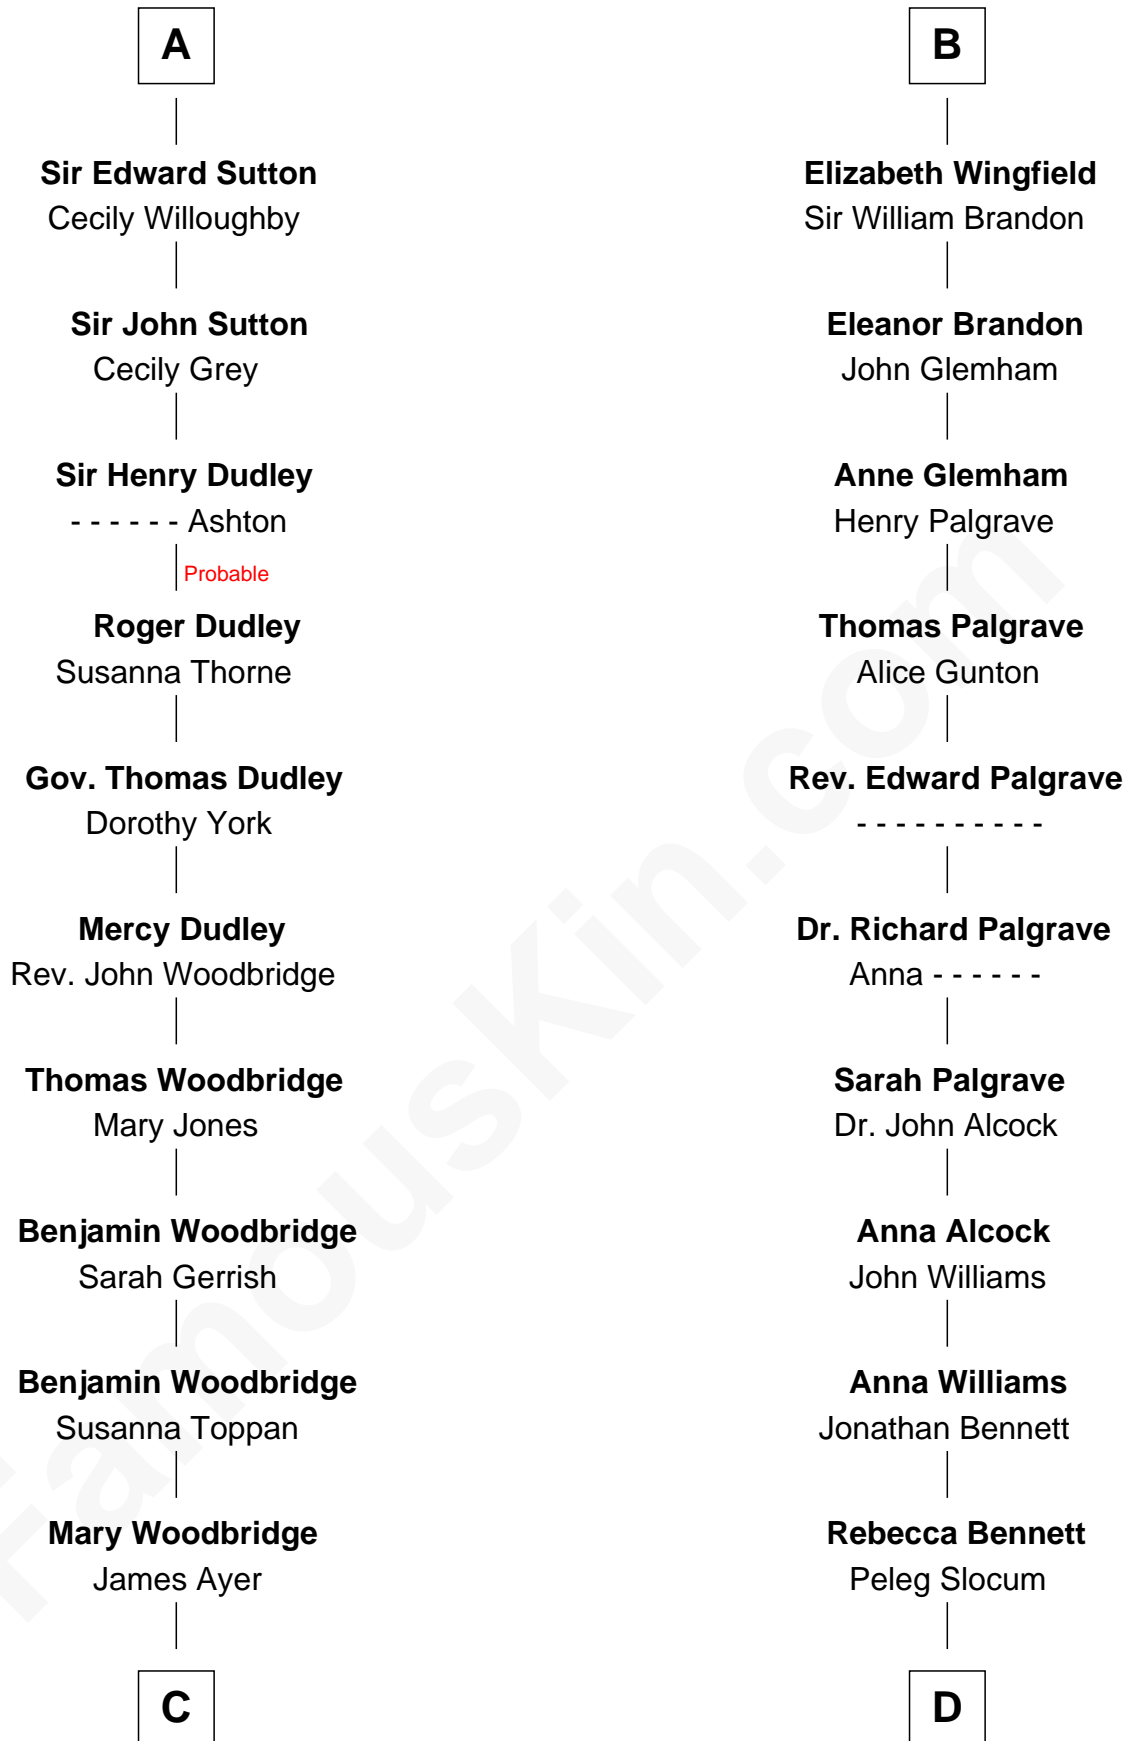 A
Sir Edward Sutton
Cecily Willoughby
Sir John Sutton
Cecily Grey
Sir Henry Dudley
- - - - - - Ashton
Probable
Roger Dudley
Susanna Thorne
Gov. Thomas Dudley
Dorothy York
Mercy Dudley
Rev. John Woodbridge
Thomas Woodbridge
Mary Jones
Benjamin Woodbridge
Sarah Gerrish
Benjamin Woodbridge
Susanna Toppan
Mary Woodbridge
James Ayer
C
B
Elizabeth Wingfield
Sir William Brandon
Eleanor Brandon
John Glemham
Anne Glemham
Henry Palgrave
Thomas Palgrave
Alice Gunton
Rev. Edward Palgrave
- - - - - - - - - -
Dr. Richard Palgrave
Anna - - - - - -
Sarah Palgrave
Dr. John Alcock
Anna Alcock
John Williams
Anna Williams
Jonathan Bennett
Rebecca Bennett
Peleg Slocum
D
FamousKin.com